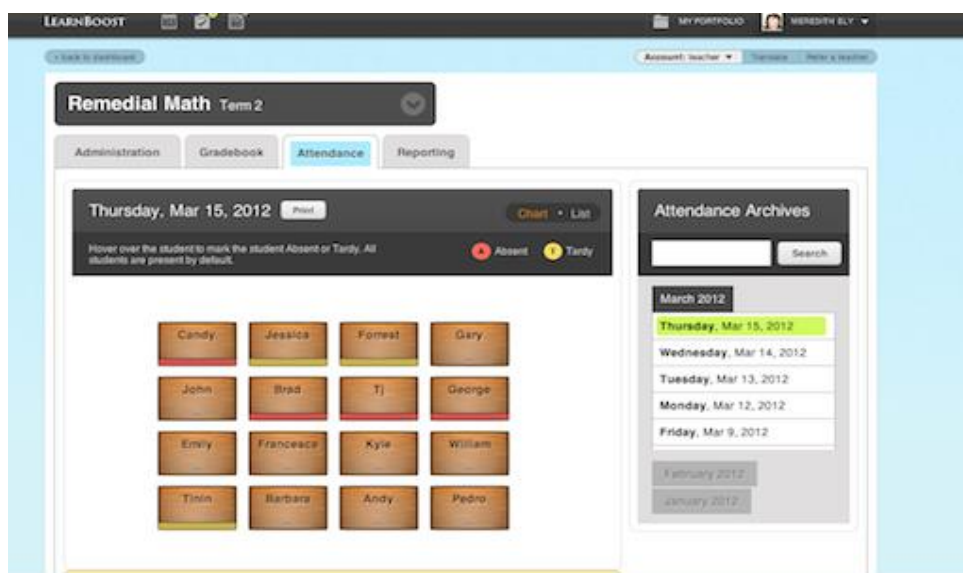 LEARNBOOST
MY PORTFOLIO
MEREDITH ELY
< back to dashboard
Account: teacher
Translate
Refer a teacher
Remedial Math Term 2
Administration
Gradebook
Attendance
Reporting
Thursday, Mar 15, 2012
Print
Chart • List
Hover over the student to mark the student Absent or Tardy. All
students are present by default.
A Absent
T Tardy
Candy
Jessica
Forrest
Gary
John
Brad
Tj
George
Emily
Francesca
Kyle
William
Tinin
Barbara
Andy
Pedro
Attendance Archives
Search
March 2012
Thursday, Mar 15, 2012
Wednesday, Mar 14, 2012
Tuesday, Mar 13, 2012
Monday, Mar 12, 2012
Friday, Mar 9, 2012
February 2012
January 2012